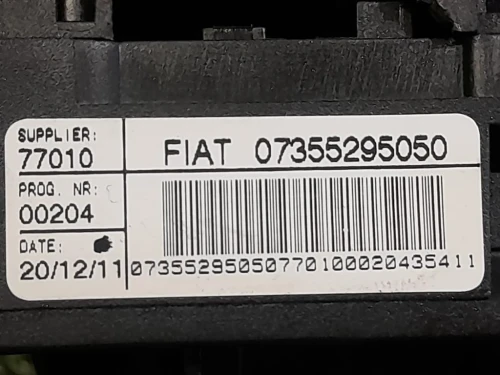 SUPPLIER:
77010
FIAT 07355295050
PROG. NR:
00204
DATE:
20/12/11
07355295050770100020435411